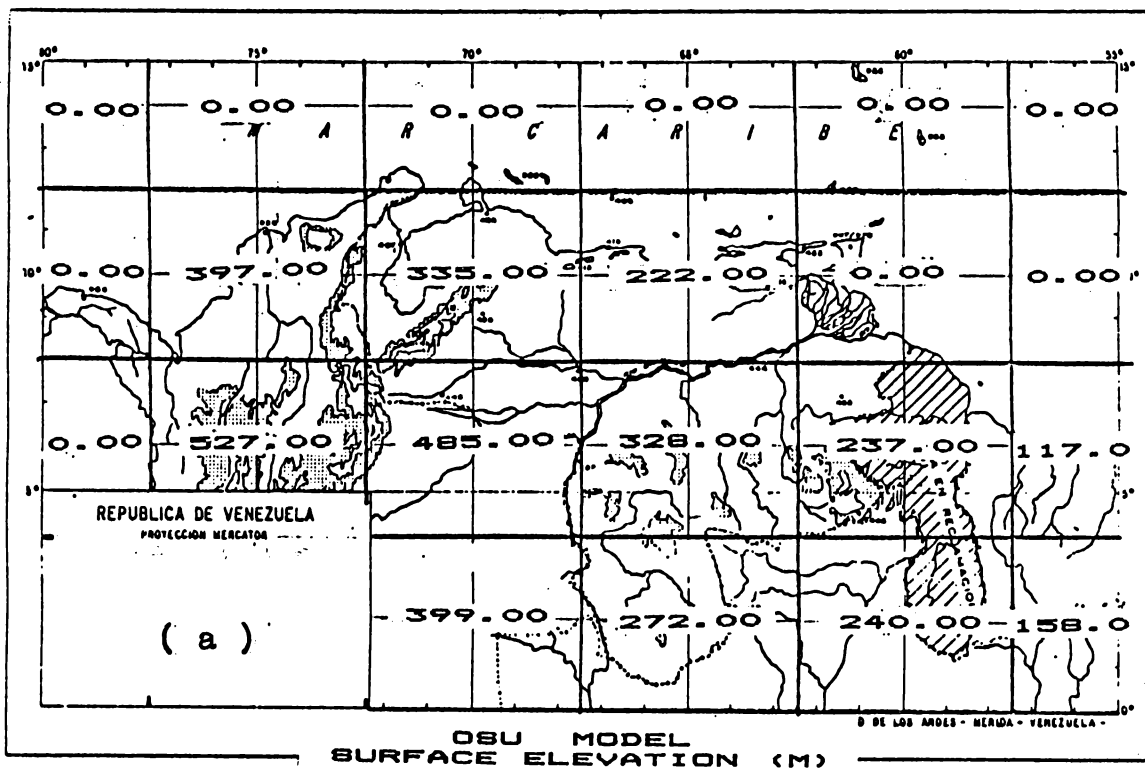 80° 75° 70° 65° 60° 55°
15° 15°
0.00 0.00 0.00 0.00 0.00 0.00
M A R C A R I B E
10°
0.00 397.00 335.00 222.00 0.00 0.00
0.00 527.00 485.00 328.00 237.00 117.0
5°
REPUBLICA DE VENEZUELA
PROYECCION MERCATOR
399.00 272.00 240.00 158.0
( a )
0°
D DE LOS ANDES - MERIDA - VENEZUELA -
OSU MODEL
SURFACE ELEVATION (M)